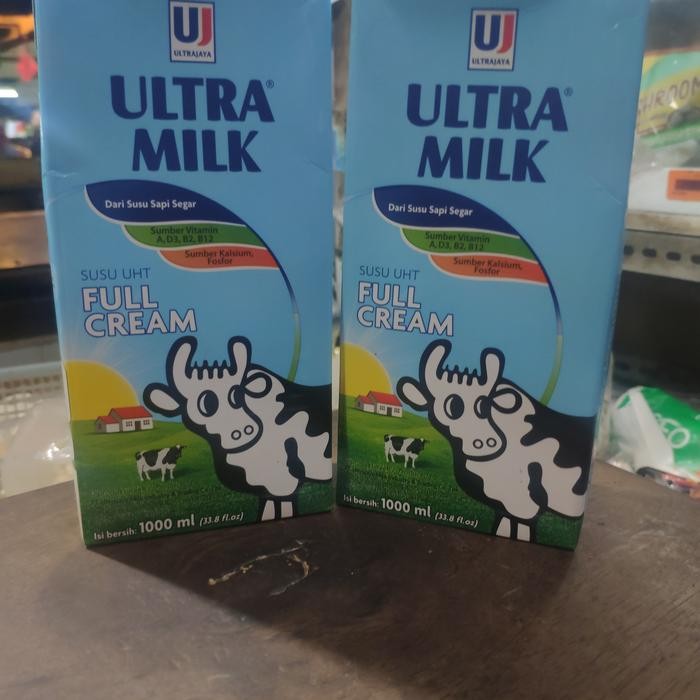 UJ
ULTRAJAYA
ULTRA®
MILK
Dari Susu Sapi Segar
Sumber Vitamin
A, D3, B2, B12
Sumber Kalsium,
Fosfor
SUSU UHT
FULL
CREAM
Isi bersih: 1000 ml (33.8 fl.oz)
UJ
ULTRAJAYA
ULTRA®
MILK
Dari Susu Sapi Segar
Sumber Vitamin
A, D3, B2, B12
Sumber Kalsium,
Fosfor
SUSU UHT
FULL
CREAM
Isi bersih: 1000 ml (33.8 fl.oz)